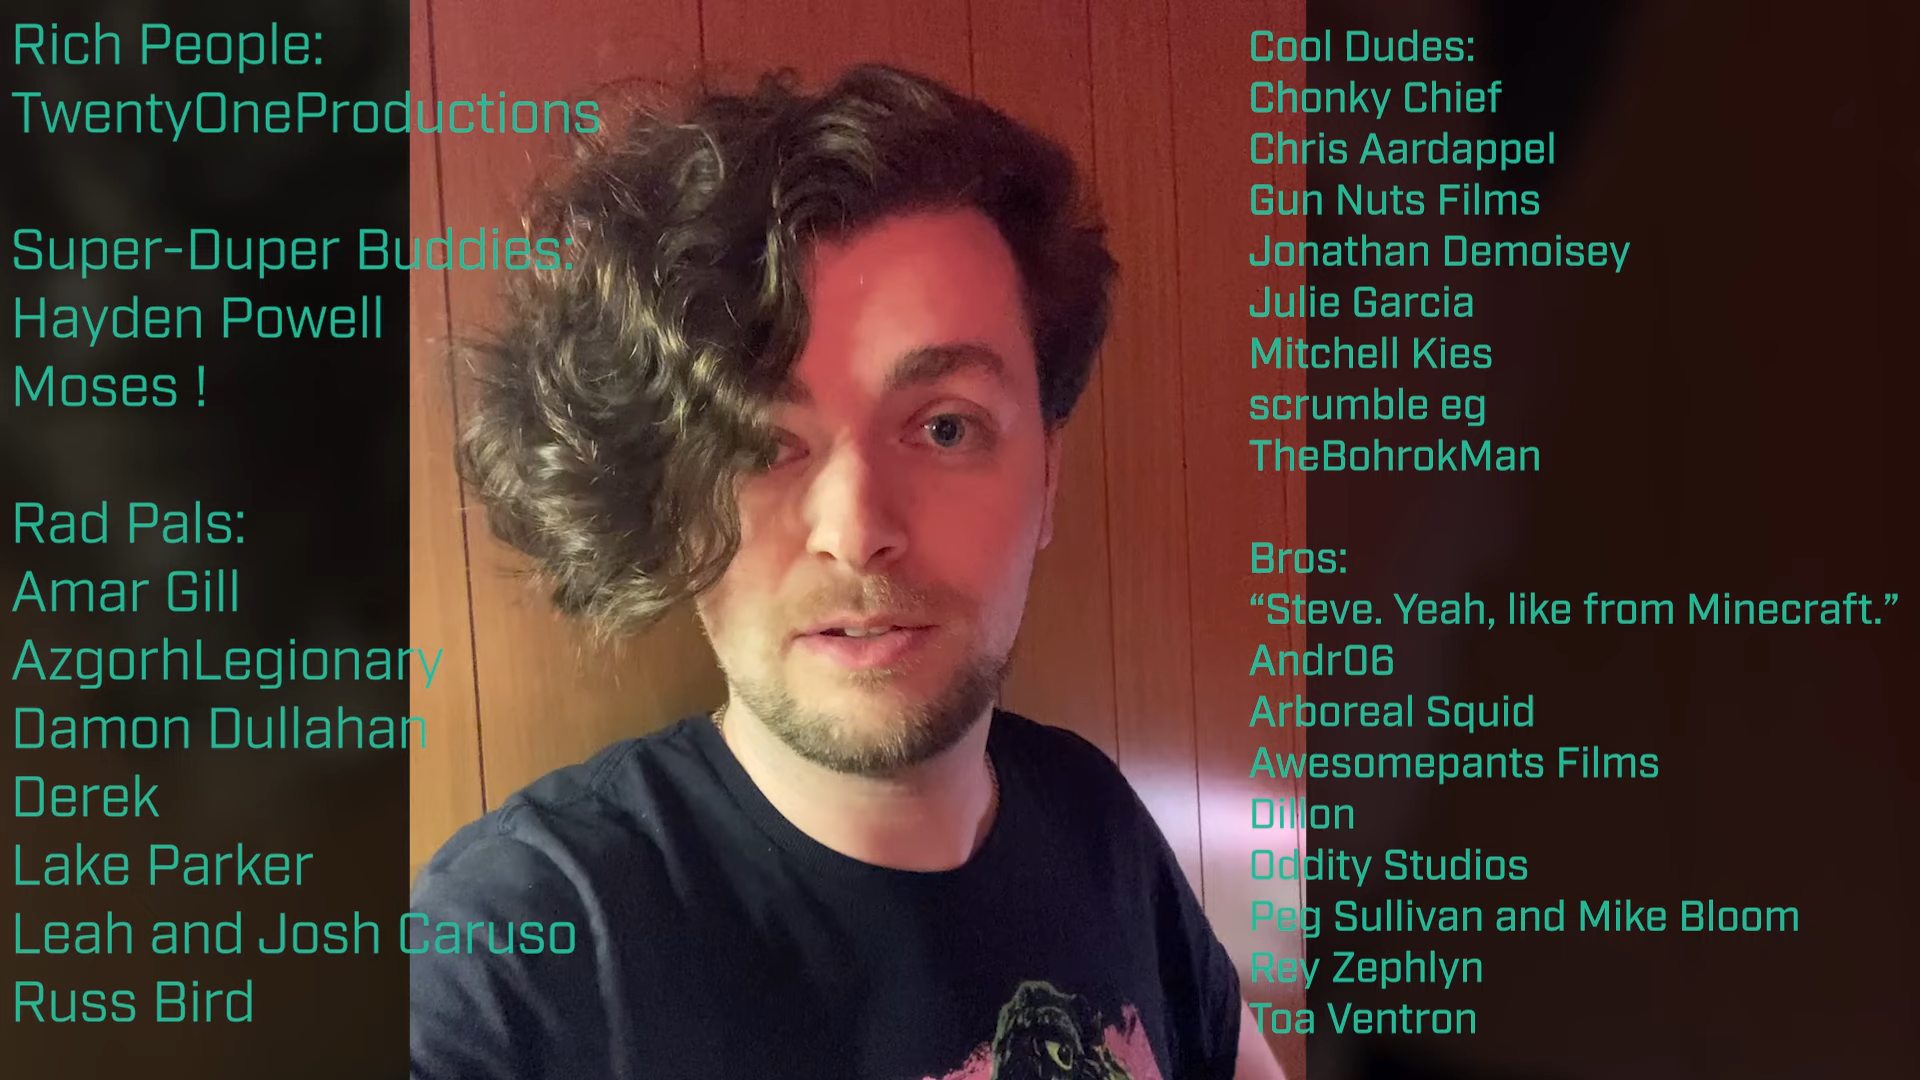 Rich People:
TwentyOneProductions
Super-Duper Buddies:
Hayden Powell
Moses !
Rad Pals:
Amar Gill
AzgorhLegionary
Damon Dullahan
Derek
Lake Parker
Leah and Josh Caruso
Russ Bird
Cool Dudes:
Chonky Chief
Chris Aardappel
Gun Nuts Films
Jonathan Demoisey
Julie Garcia
Mitchell Kies
scrumble eg
TheBohrokMan
Bros:
“Steve. Yeah, like from Minecraft.”
Andr06
Arboreal Squid
Awesomepants Films
Dillon
Oddity Studios
Peg Sullivan and Mike Bloom
Rey Zephlyn
Toa Ventron